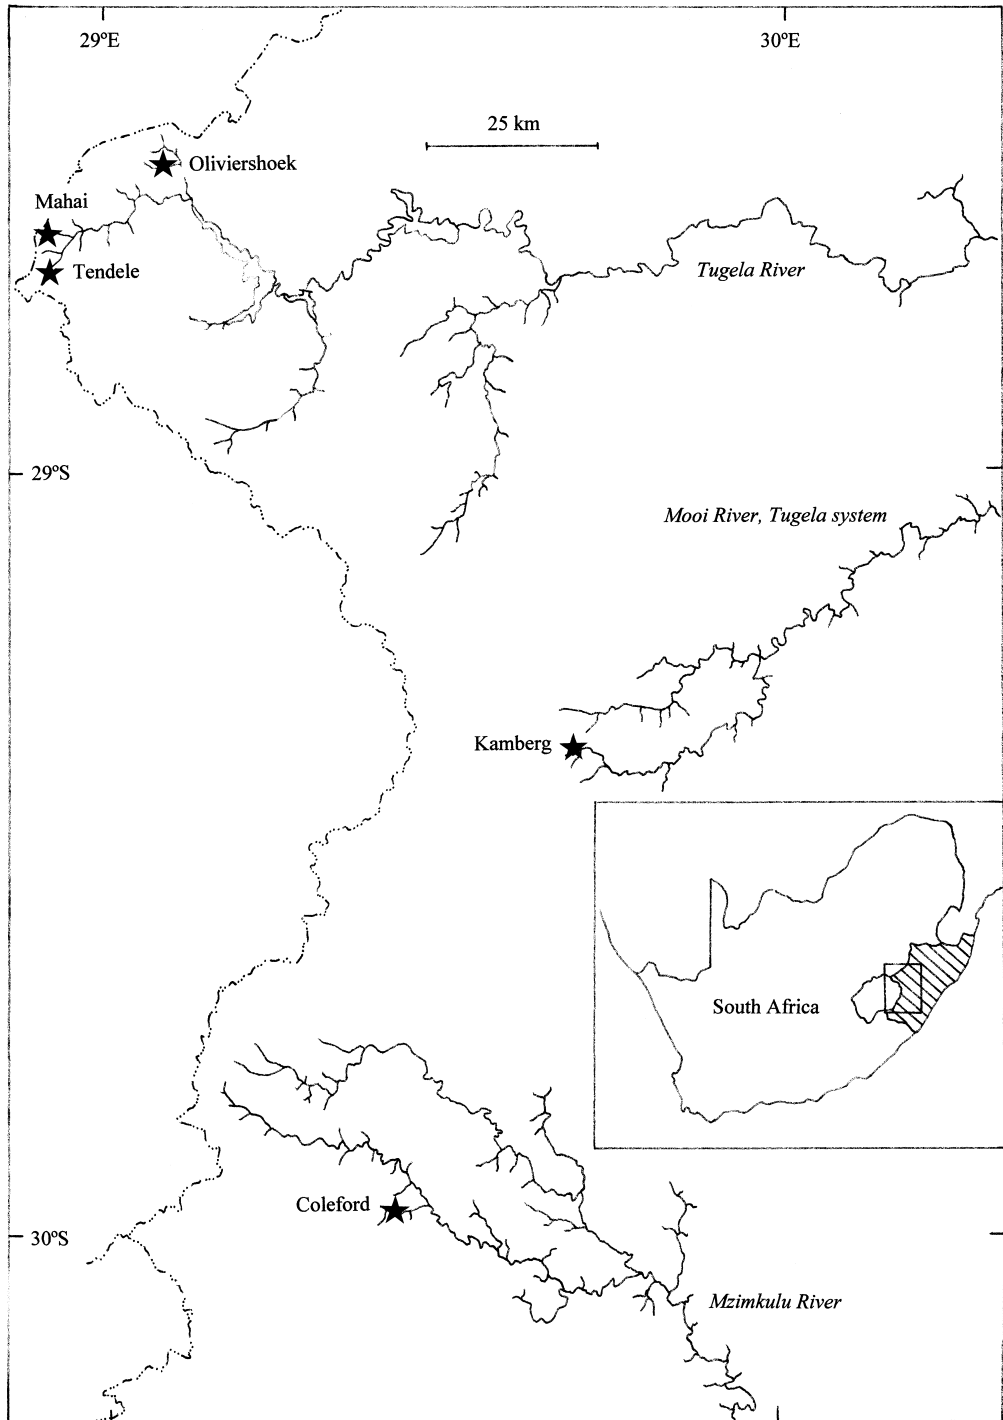 29ºE
30ºE
25 km
Oliviershoek
Mahai
Tendele
Tugela River
29ºS
Mooi River, Tugela system
Kamberg
South Africa
Coleford
30ºS
Mzimkulu River